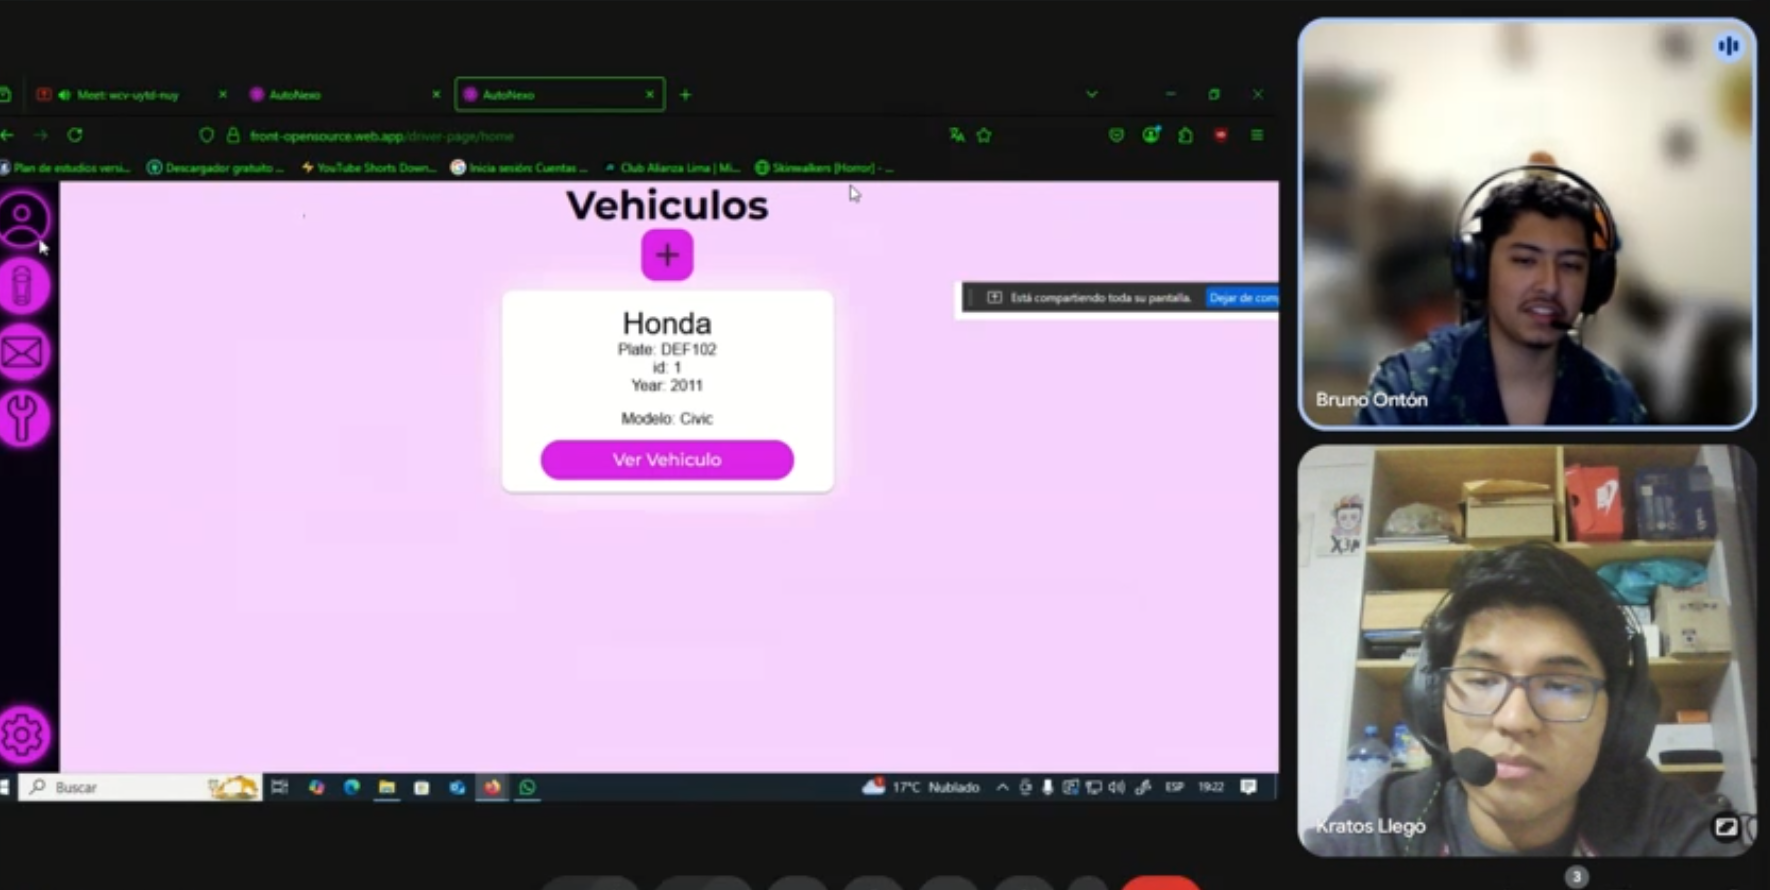 Meet: wcv-uytd-nuy
AutoNexo
AutoNexo
front-opensource.web.app/driver-page/home
Plan de estudios versi...
Descargador gratuito ...
YouTube Shorts Down...
Inicia sesión: Cuentas ...
Club Alianza Lima | Mi...
Skinwalkers [Horror] - ...
Vehiculos
+
Está compartiendo toda su pantalla.
Dejar de com
Honda
Plate: DEF102
id: 1
Year: 2011
Modelo: Civic
Ver Vehiculo
Buscar
17°C Nublado
ESP
19:22
Bruno Ontón
X3M
Kratos Llego
3